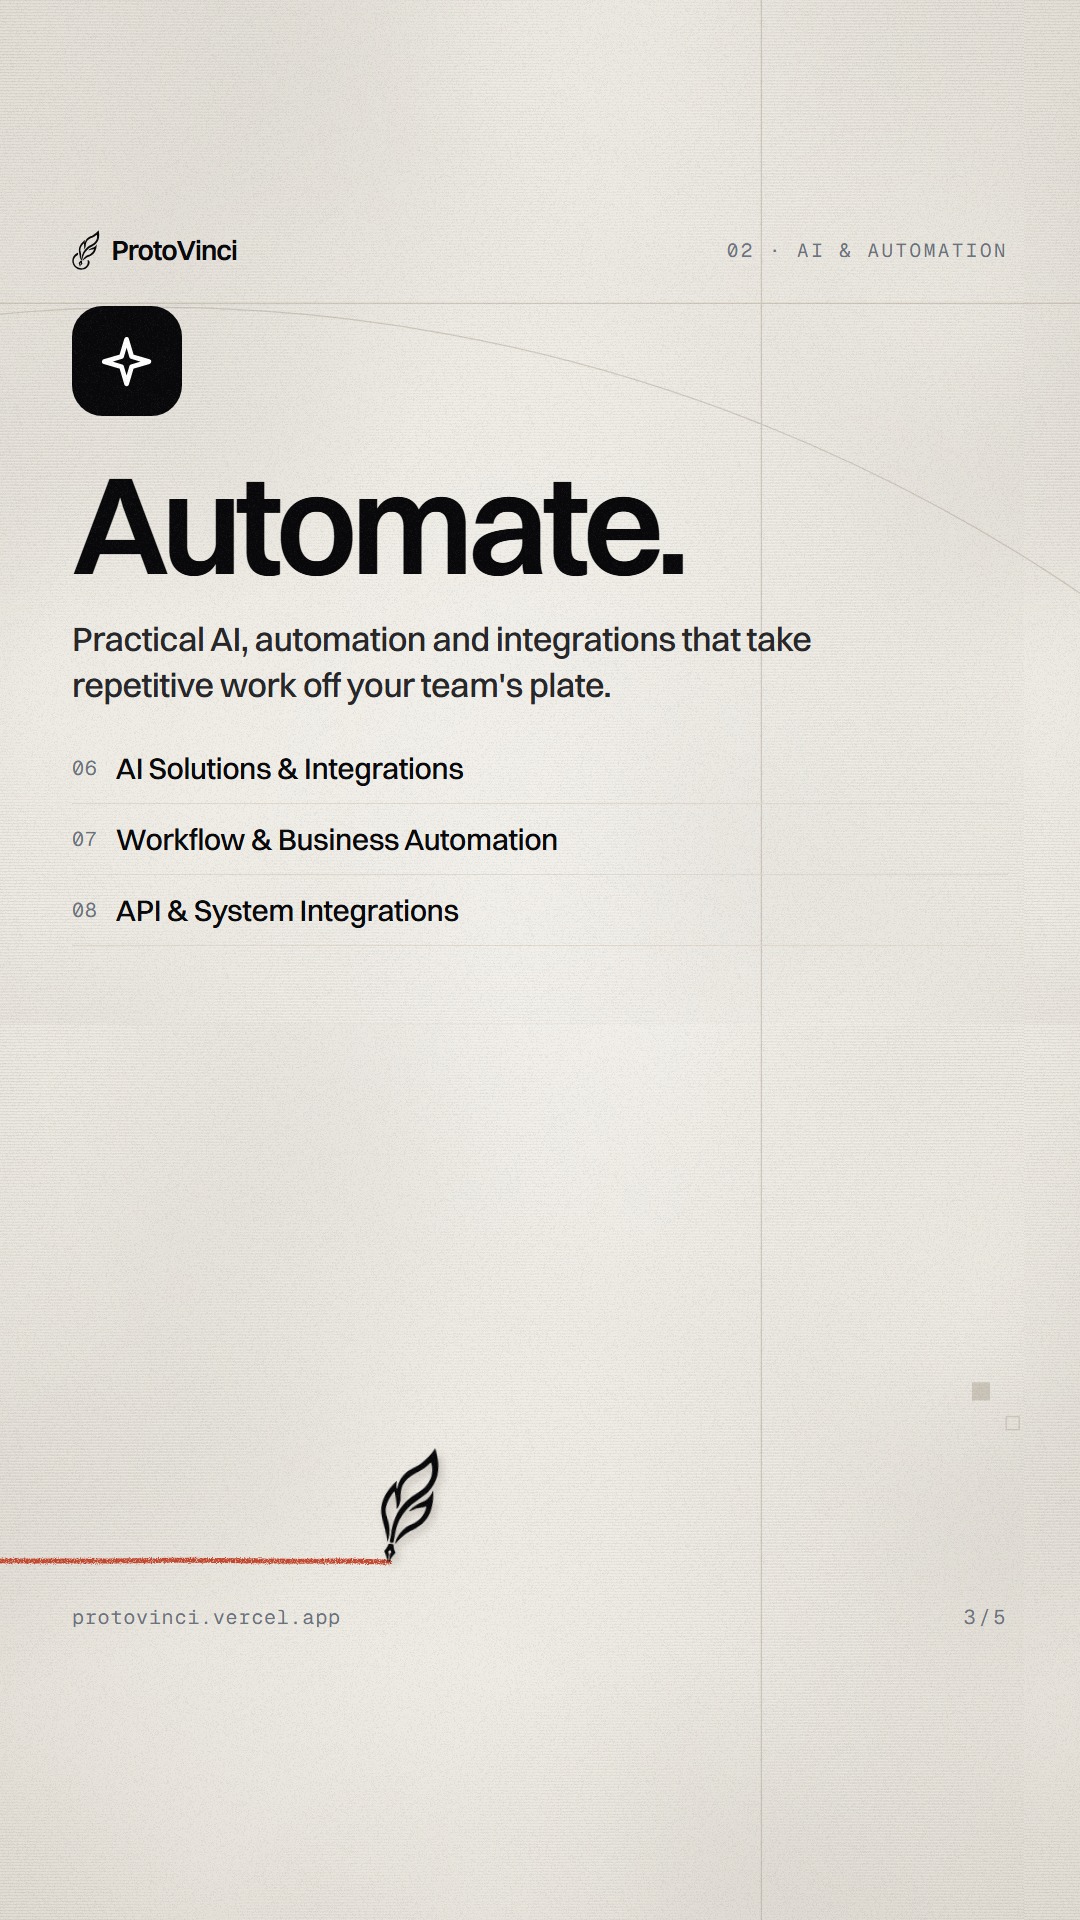 ProtoVinci
02 · AI & AUTOMATION
Automate.
Practical AI, automation and integrations that take
repetitive work off your team's plate.
06 AI Solutions & Integrations
07 Workflow & Business Automation
08 API & System Integrations
protovinci.vercel.app
3/5